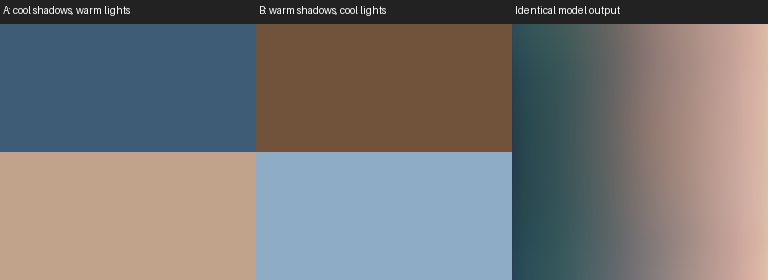 A: cool shadows, warm lights
B: warm shadows, cool lights
Identical model output